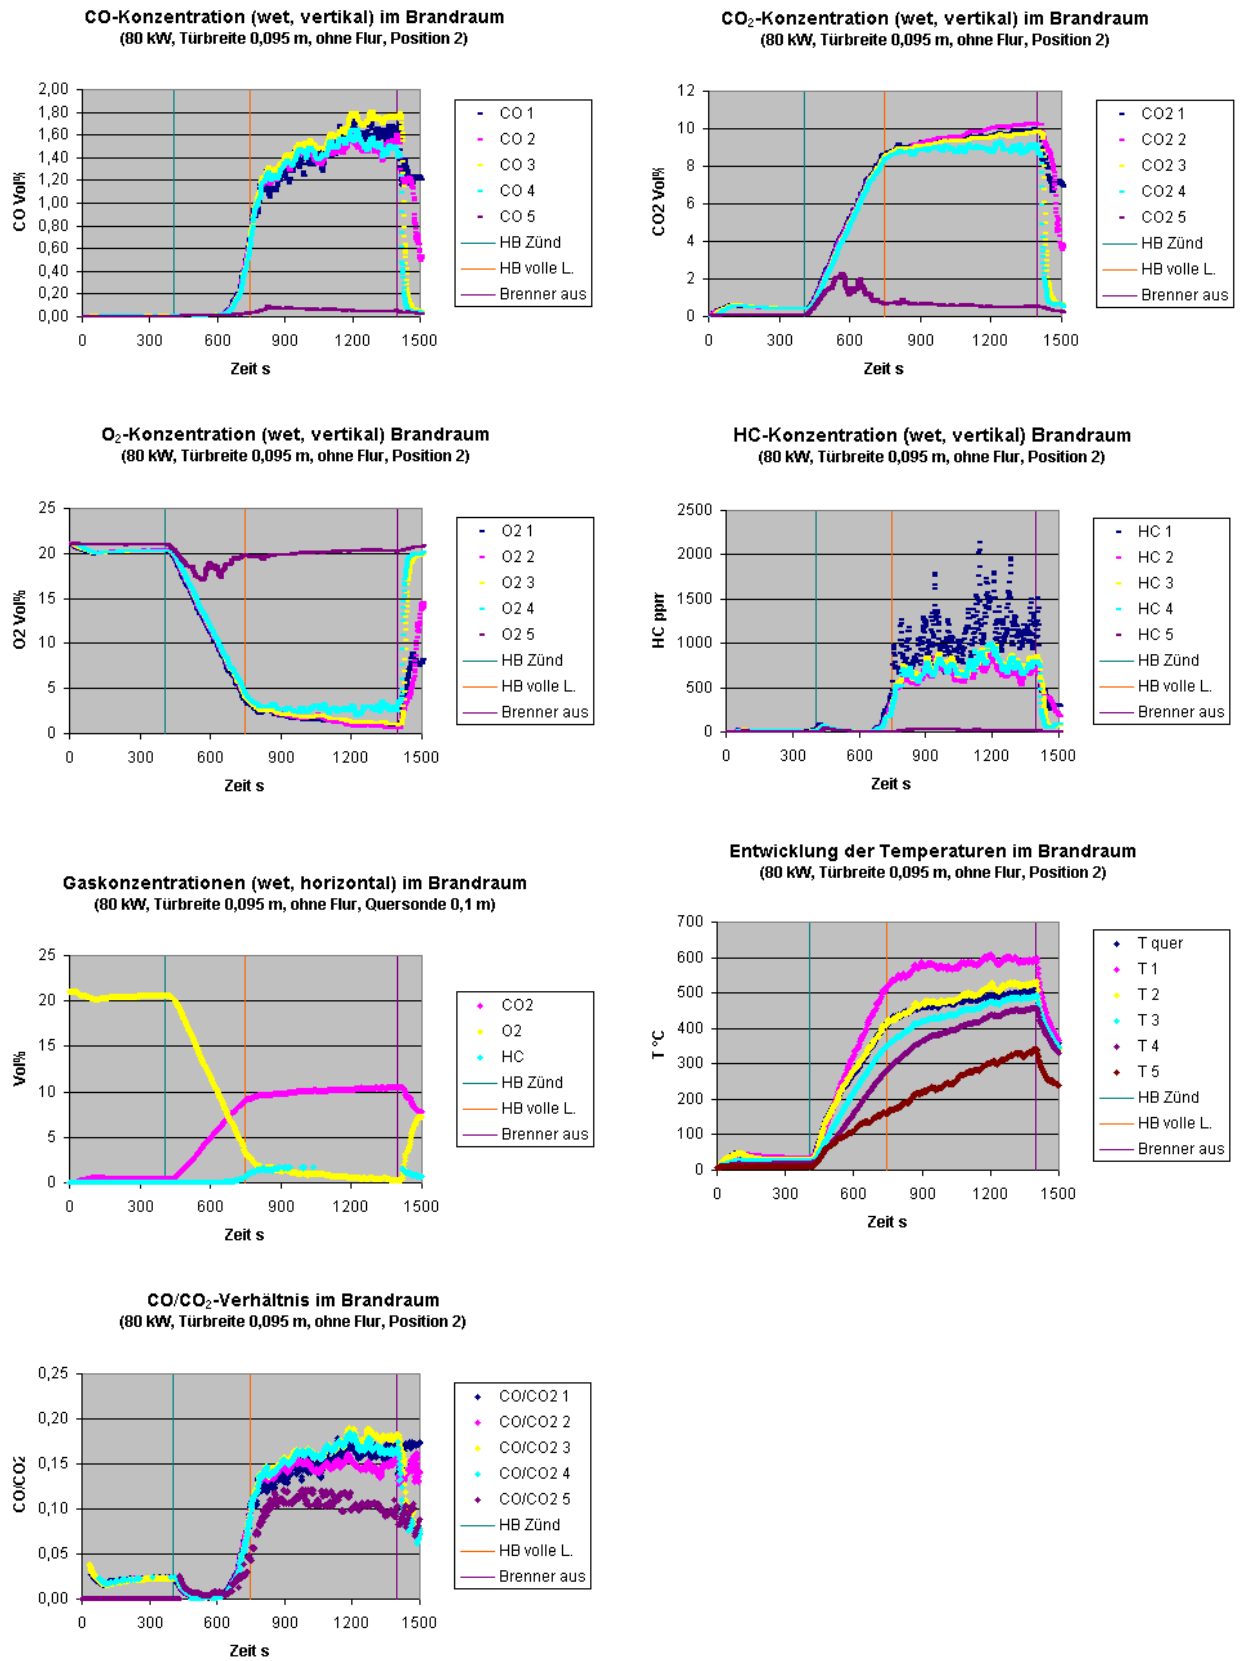 CO-Konzentration (wet, vertikal) im Brandraum
(80 kW, Türbreite 0,095 m, ohne Flur, Position 2)
2,00
1,80
1,60
1,40
1,20
1,00
0,80
0,60
0,40
0,20
0,00
CO Vol%
0 300 600 900 1200 1500
Zeit s
CO 1
CO 2
CO 3
CO 4
CO 5
HB Zünd
HB volle L.
Brenner aus
CO₂-Konzentration (wet, vertikal) im Brandraum
(80 kW, Türbreite 0,095 m, ohne Flur, Position 2)
12
10
8
6
4
2
0
CO2 Vol%
0 300 600 900 1200 1500
Zeit s
CO2 1
CO2 2
CO2 3
CO2 4
CO2 5
HB Zünd
HB volle L.
Brenner aus
O₂-Konzentration (wet, vertikal) Brandraum
(80 kW, Türbreite 0,095 m, ohne Flur, Position 2)
25
20
15
10
5
0
O2 Vol%
0 300 600 900 1200 1500
Zeit s
O2 1
O2 2
O2 3
O2 4
O2 5
HB Zünd
HB volle L.
Brenner aus
HC-Konzentration (wet, vertikal) Brandraum
(80 kW, Türbreite 0,095 m, ohne Flur, Position 2)
2500
2000
1500
1000
500
0
HC ppm
0 300 600 900 1200 1500
Zeit s
HC 1
HC 2
HC 3
HC 4
HC 5
HB Zünd
HB volle L.
Brenner aus
Gaskonzentrationen (wet, horizontal) im Brandraum
(80 kW, Türbreite 0,095 m, ohne Flur, Quersonde 0,1 m)
25
20
15
10
5
0
Vol%
0 300 600 900 1200 1500
Zeit s
CO2
O2
HC
HB Zünd
HB volle L.
Brenner aus
Entwicklung der Temperaturen im Brandraum
(80 kW, Türbreite 0,095 m, ohne Flur, Position 2)
700
600
500
400
300
200
100
0
T °C
0 300 600 900 1200 1500
Zeit s
T quer
T 1
T 2
T 3
T 4
T 5
HB Zünd
HB volle L.
Brenner aus
CO/CO₂-Verhältnis im Brandraum
(80 kW, Türbreite 0,095 m, ohne Flur, Position 2)
0,25
0,20
0,15
0,10
0,05
0,00
CO/CO2
0 300 600 900 1200 1500
Zeit s
CO/CO2 1
CO/CO2 2
CO/CO2 3
CO/CO2 4
CO/CO2 5
HB Zünd
HB volle L.
Brenner aus